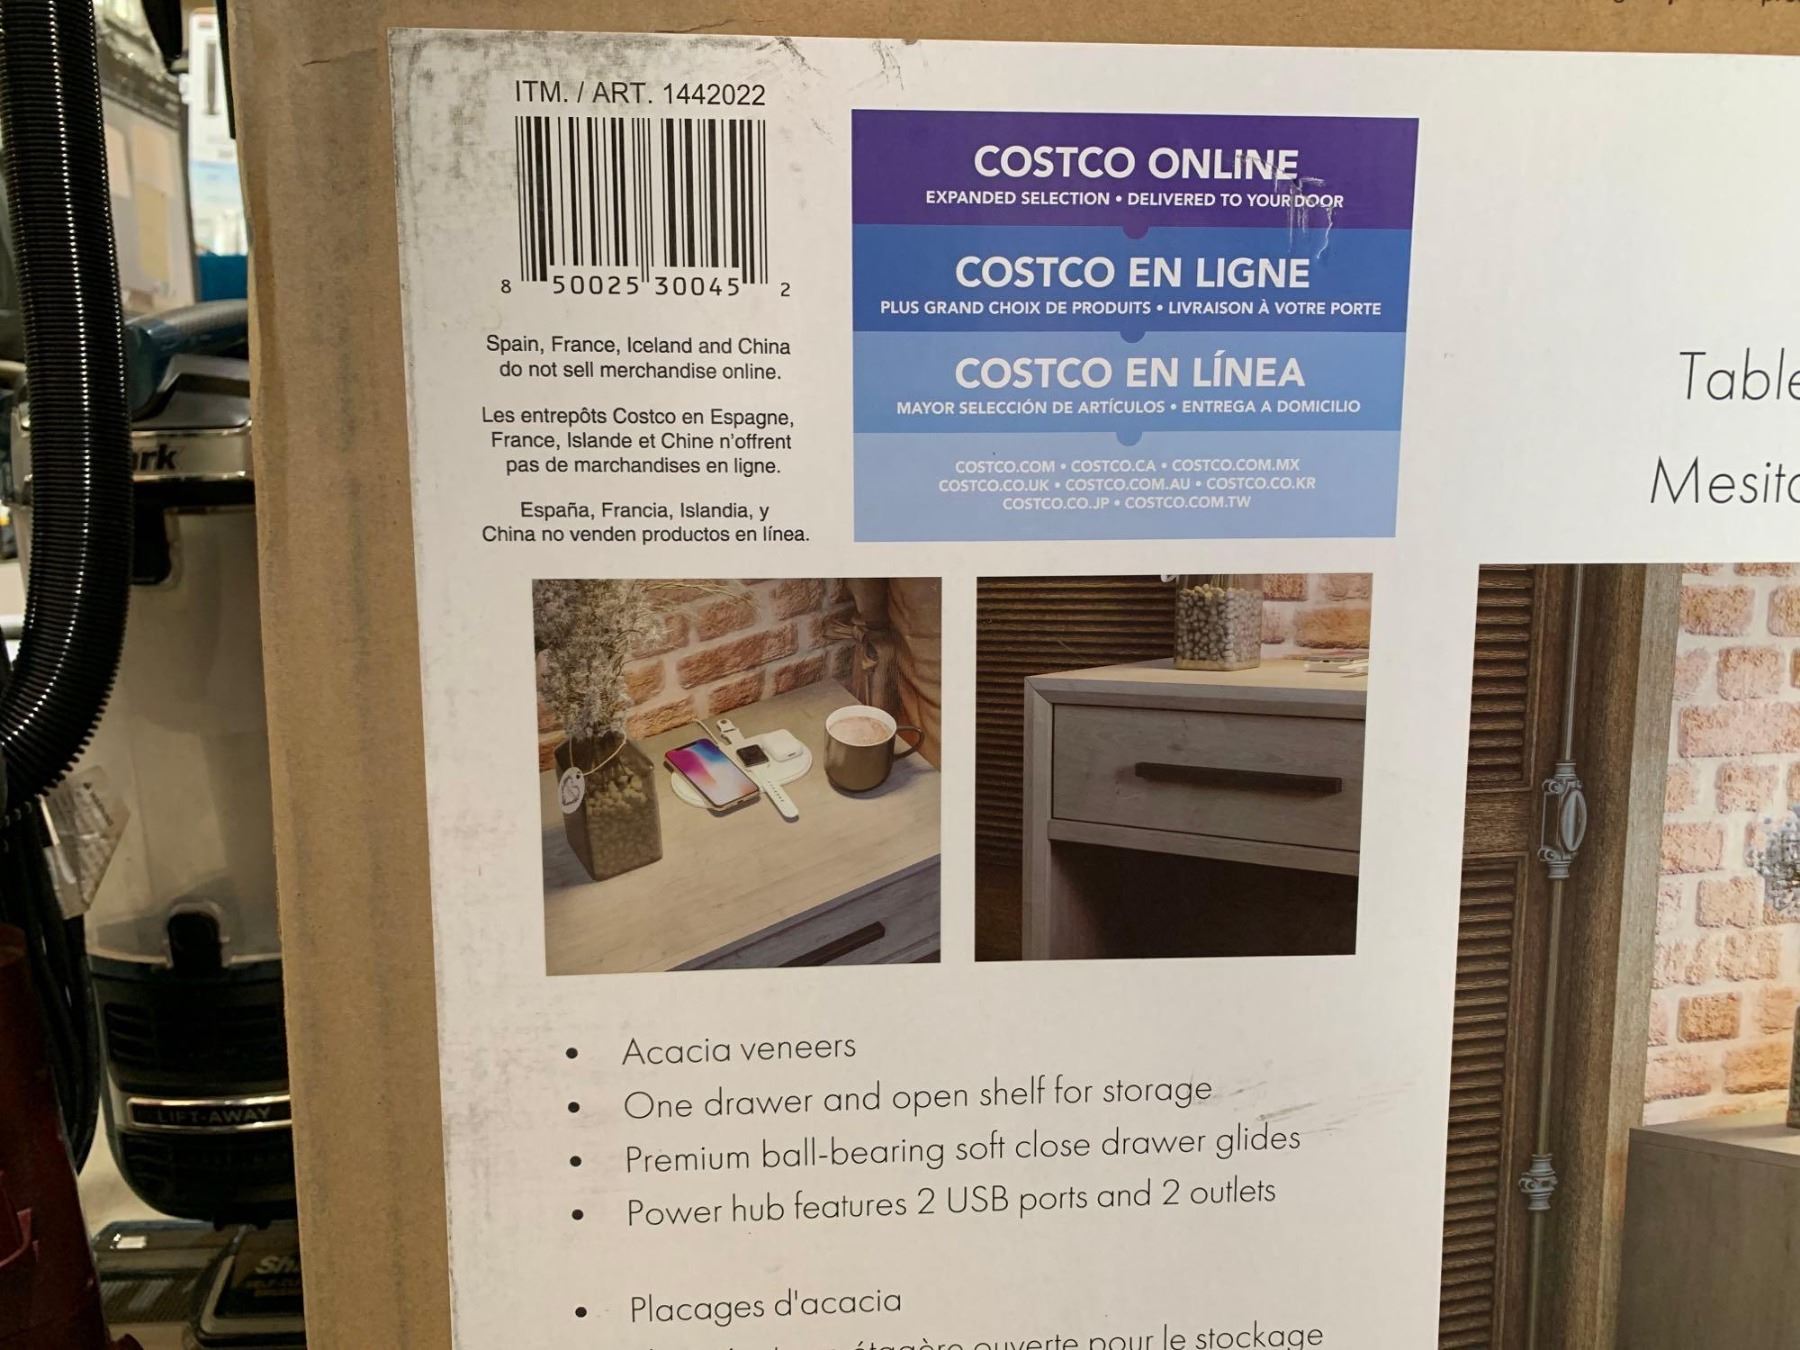 ITM. / ART. 1442022
8 50025 30045 2
Spain, France, Iceland and China
do not sell merchandise online.
Les entrepôts Costco en Espagne,
France, Islande et Chine n'offrent
pas de marchandises en ligne.
España, Francia, Islandia, y
China no venden productos en línea.
COSTCO ONLINE
EXPANDED SELECTION • DELIVERED TO YOUR DOOR
COSTCO EN LIGNE
PLUS GRAND CHOIX DE PRODUITS • LIVRAISON À VOTRE PORTE
COSTCO EN LÍNEA
MAYOR SELECCIÓN DE ARTÍCULOS • ENTREGA A DOMICILIO
COSTCO.COM • COSTCO.CA • COSTCO.COM.MX
COSTCO.CO.UK • COSTCO.COM.AU • COSTCO.CO.KR
COSTCO.CO.JP • COSTCO.COM.TW
Table
Mesit
• Acacia veneers
• One drawer and open shelf for storage
• Premium ball-bearing soft close drawer glides
• Power hub features 2 USB ports and 2 outlets
• Placages d'acacia
ouverte pour le stockage
rk
LIFT-AWAY